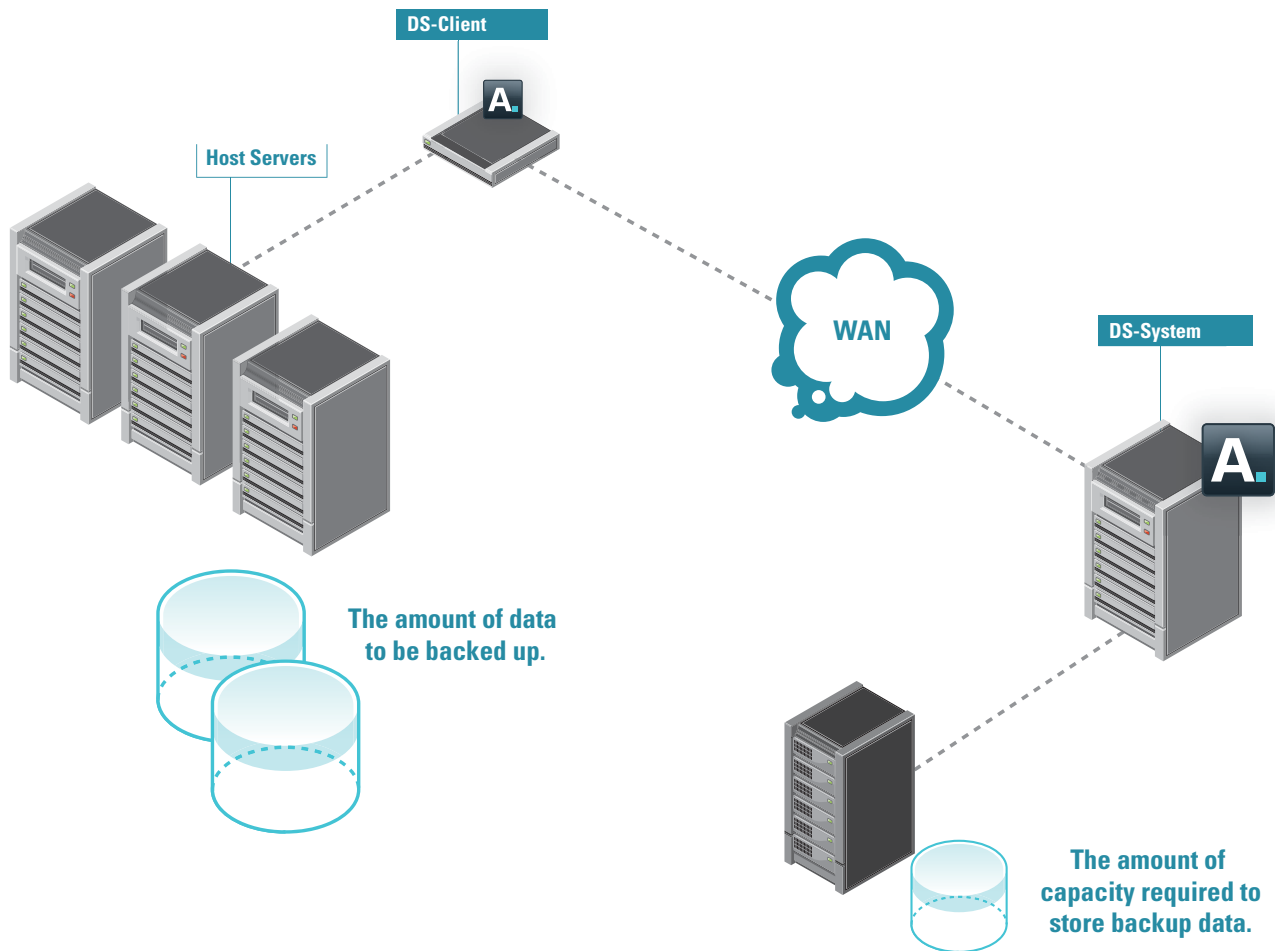 DS-Client
A.
Host Servers
WAN
DS-System
A.
The amount of data
to be backed up.
The amount of
capacity required to
store backup data.